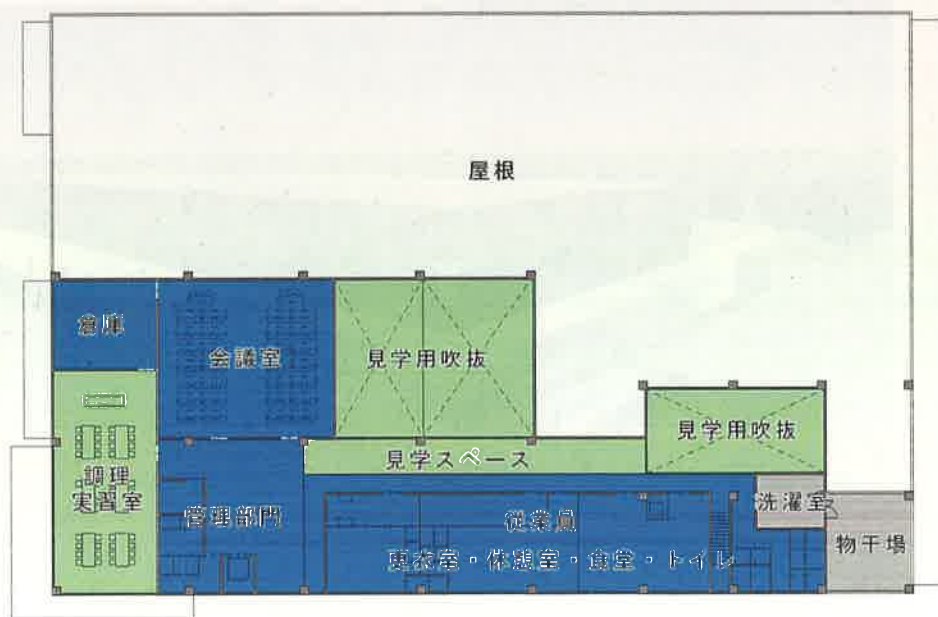 屋根
倉庫
会議室
見学用吹抜
見学用吹抜
見学スペース
調理
実習室
管理部門
従業員
更衣室・休憩室・食堂・トイレ
洗濯室
物干場